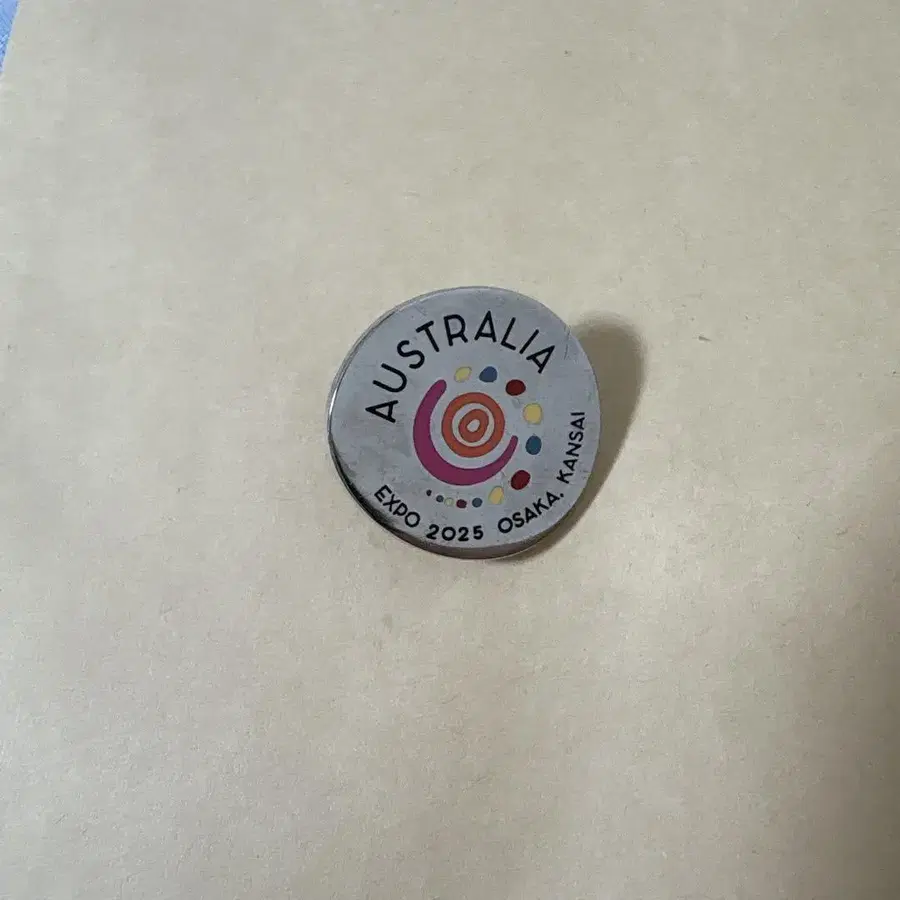 AUSTRALIA
EXPO 2025 OSAKA, KANSAI